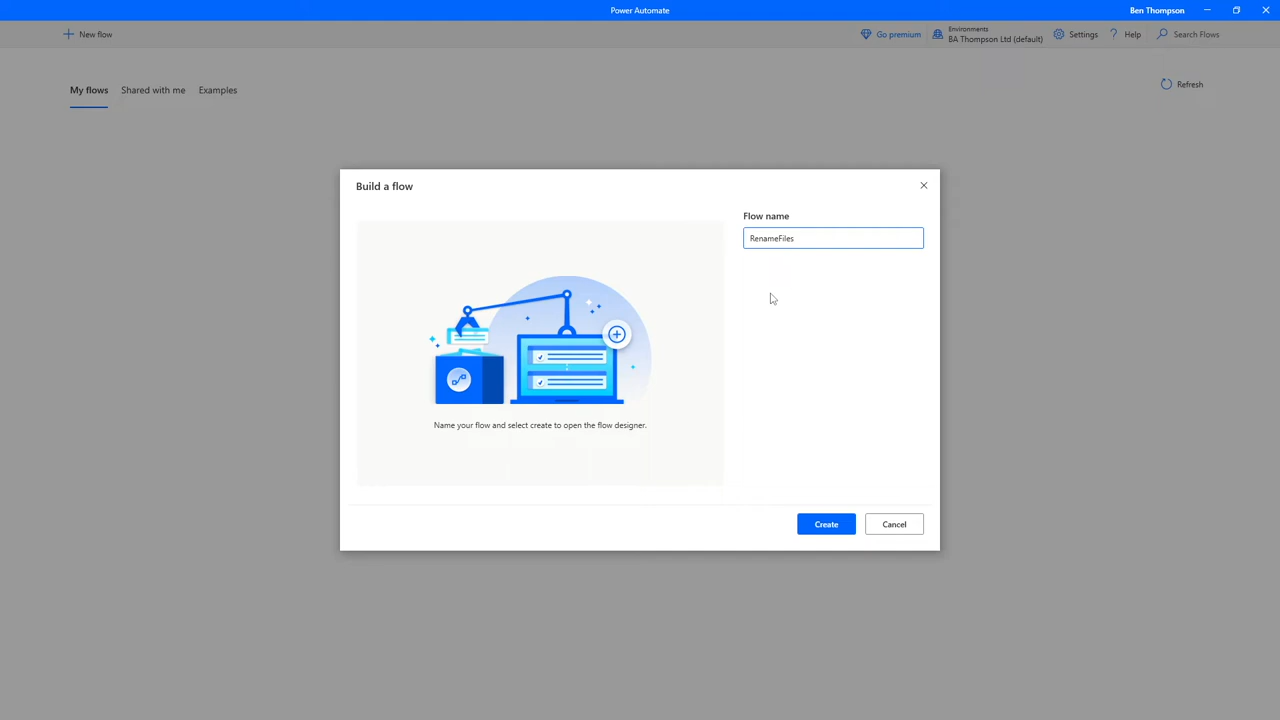 Power Automate
Ben Thompson
New flow
Go premium
Environments
BA Thompson Ltd (default)
Settings
? Help
Search Flows
My flows
Shared with me
Examples
Refresh
Build a flow
Flow name
RenameFiles
Name your flow and select create to open the flow designer.
Create
Cancel